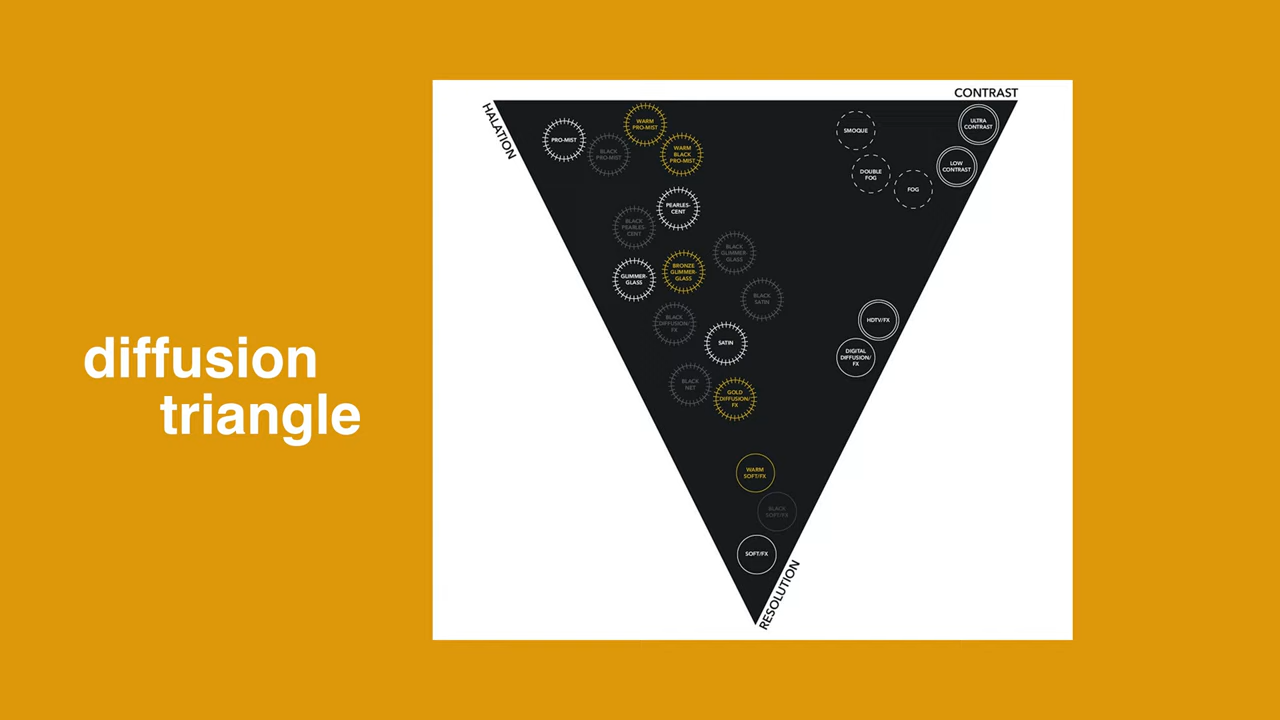 diffusion
triangle
HALATION
CONTRAST
PRO-MIST
BLACK
PRO-MIST
WARM
PRO-MIST
WARM
BLACK
PRO-MIST
SMOQUE
ULTRA
CONTRAST
DOUBLE
FOG
FOG
LOW
CONTRAST
PEARLES-
CENT
BLACK
PEARLES-
CENT
BLACK
GLIMMER-
GLASS
GLIMMER-
GLASS
BRONZE
GLIMMER-
GLASS
BLACK
SATIN
BLACK
DIFFUSION/
FX
SATIN
HDTV/FX
DIGITAL
DIFFUSION/
FX
BLACK
NET
GOLD
DIFFUSION/
FX
WARM
SOFT/FX
BLACK
SOFT/FX
SOFT/FX
RESOLUTION